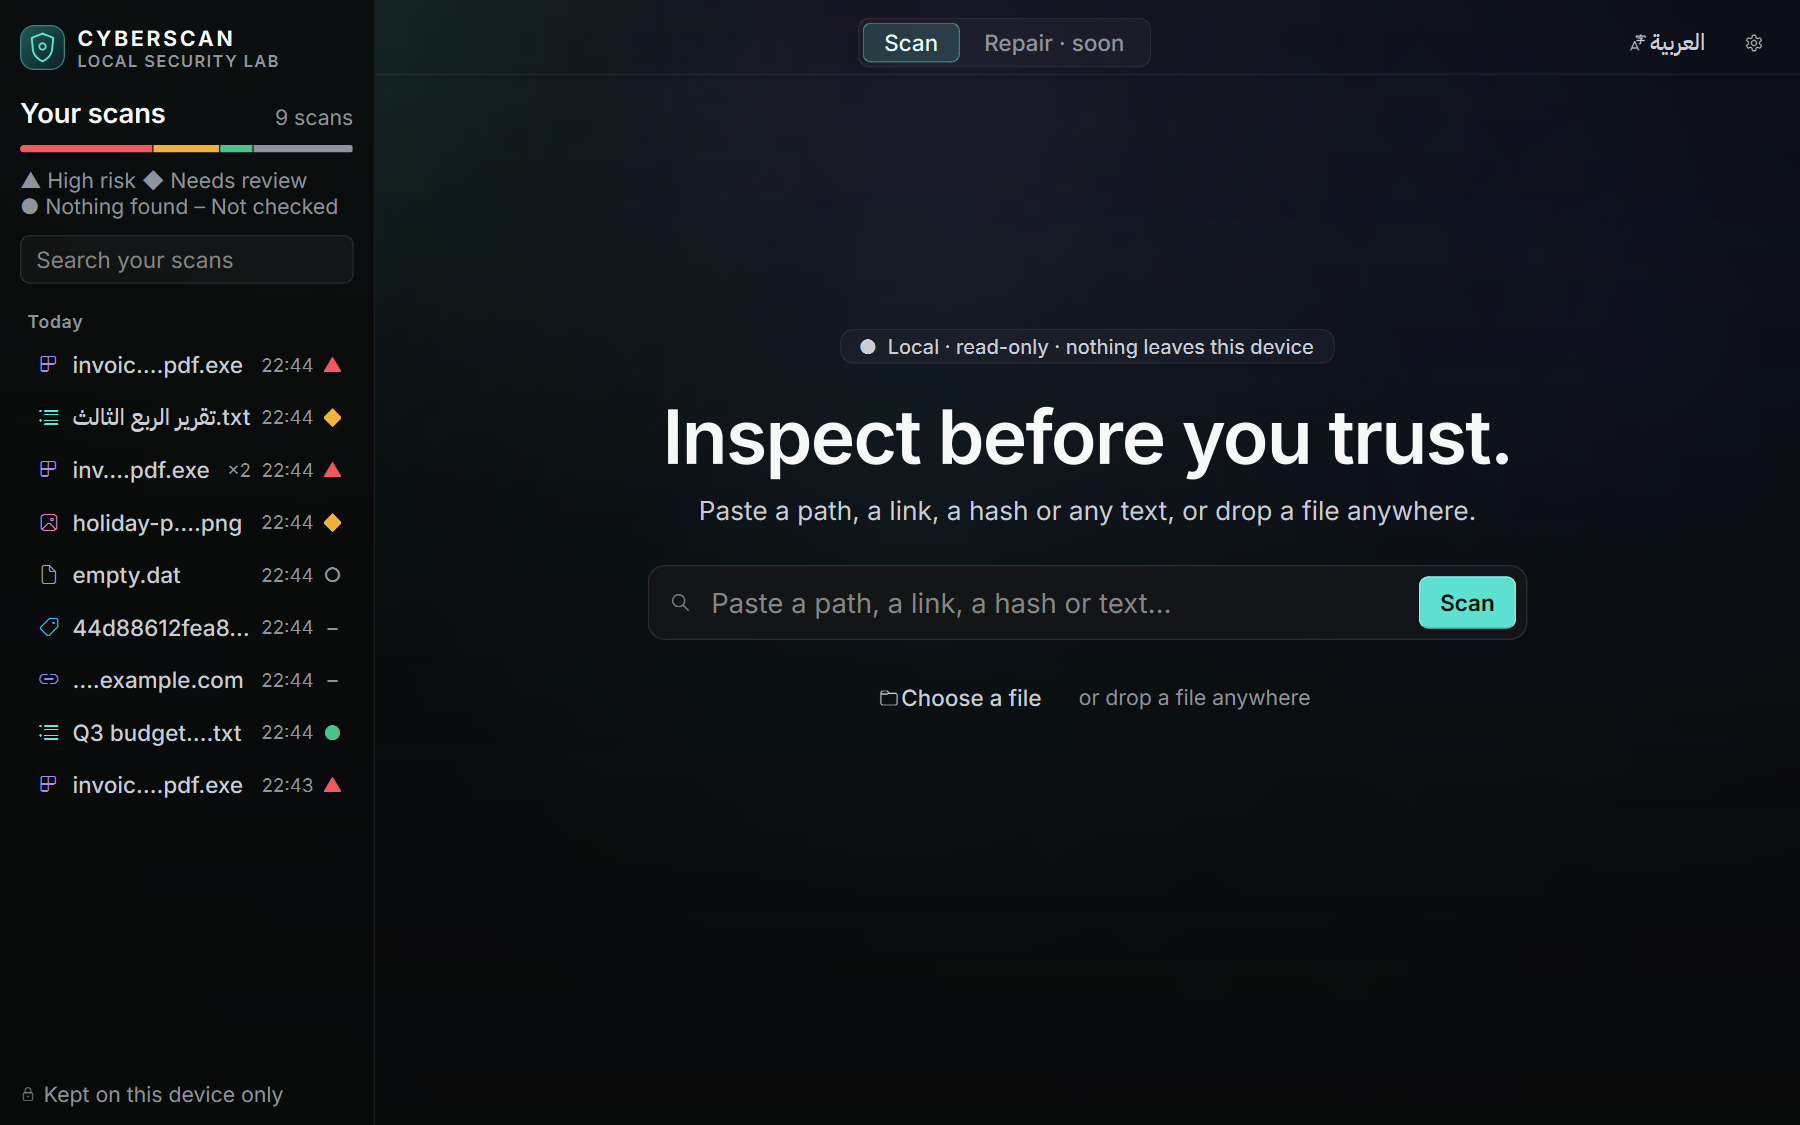 CYBERSCAN
LOCAL SECURITY LAB
Your scans
9 scans
High risk Needs review
Nothing found – Not checked
Search your scans
Today
invoic....pdf.exe 22:44
تقرير الربع الثالث.txt 22:44
inv....pdf.exe ×2 22:44
holiday-p....png 22:44
empty.dat 22:44
44d88612fea8... 22:44 –
....example.com 22:44 –
Q3 budget....txt 22:44
invoic....pdf.exe 22:43
Kept on this device only
Scan
Repair · soon
العربية
Local · read-only · nothing leaves this device
Inspect before you trust.
Paste a path, a link, a hash or any text, or drop a file anywhere.
Paste a path, a link, a hash or text...
Scan
Choose a file
or drop a file anywhere